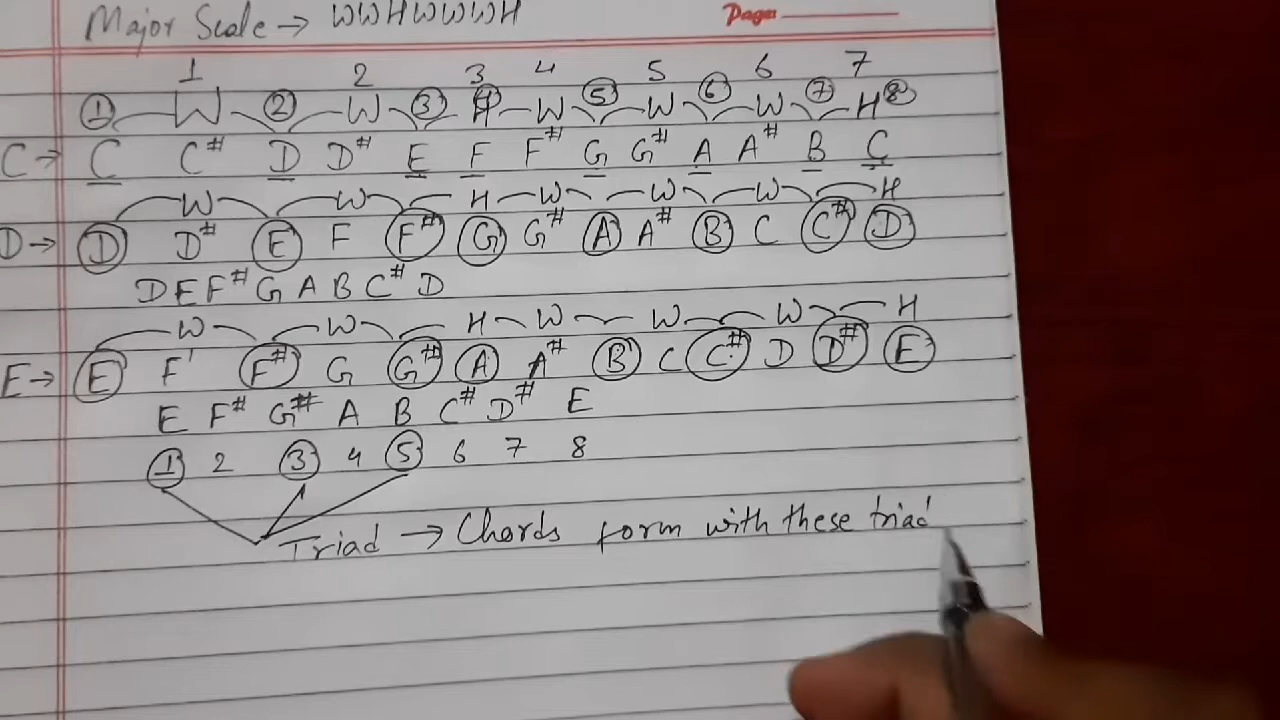 Major Scale → WWHWWWH Page:
1 2 3 4 5 6 7
① W ② W ③ H ④ W ⑤ W ⑥ W ⑦ H ⑧
C → C C# D D# E F F# G G# A A# B C
W W H W W W H
D → D D# E F F# G G# A A# B C C# D
D E F# G A B C# D
W W H W W W H
E → E F F# G G# A A# B C C# D D# E
E F# G# A B C# D# E
① 2 ③ 4 ⑤ 6 7 8
Triad → Chords form with these triad